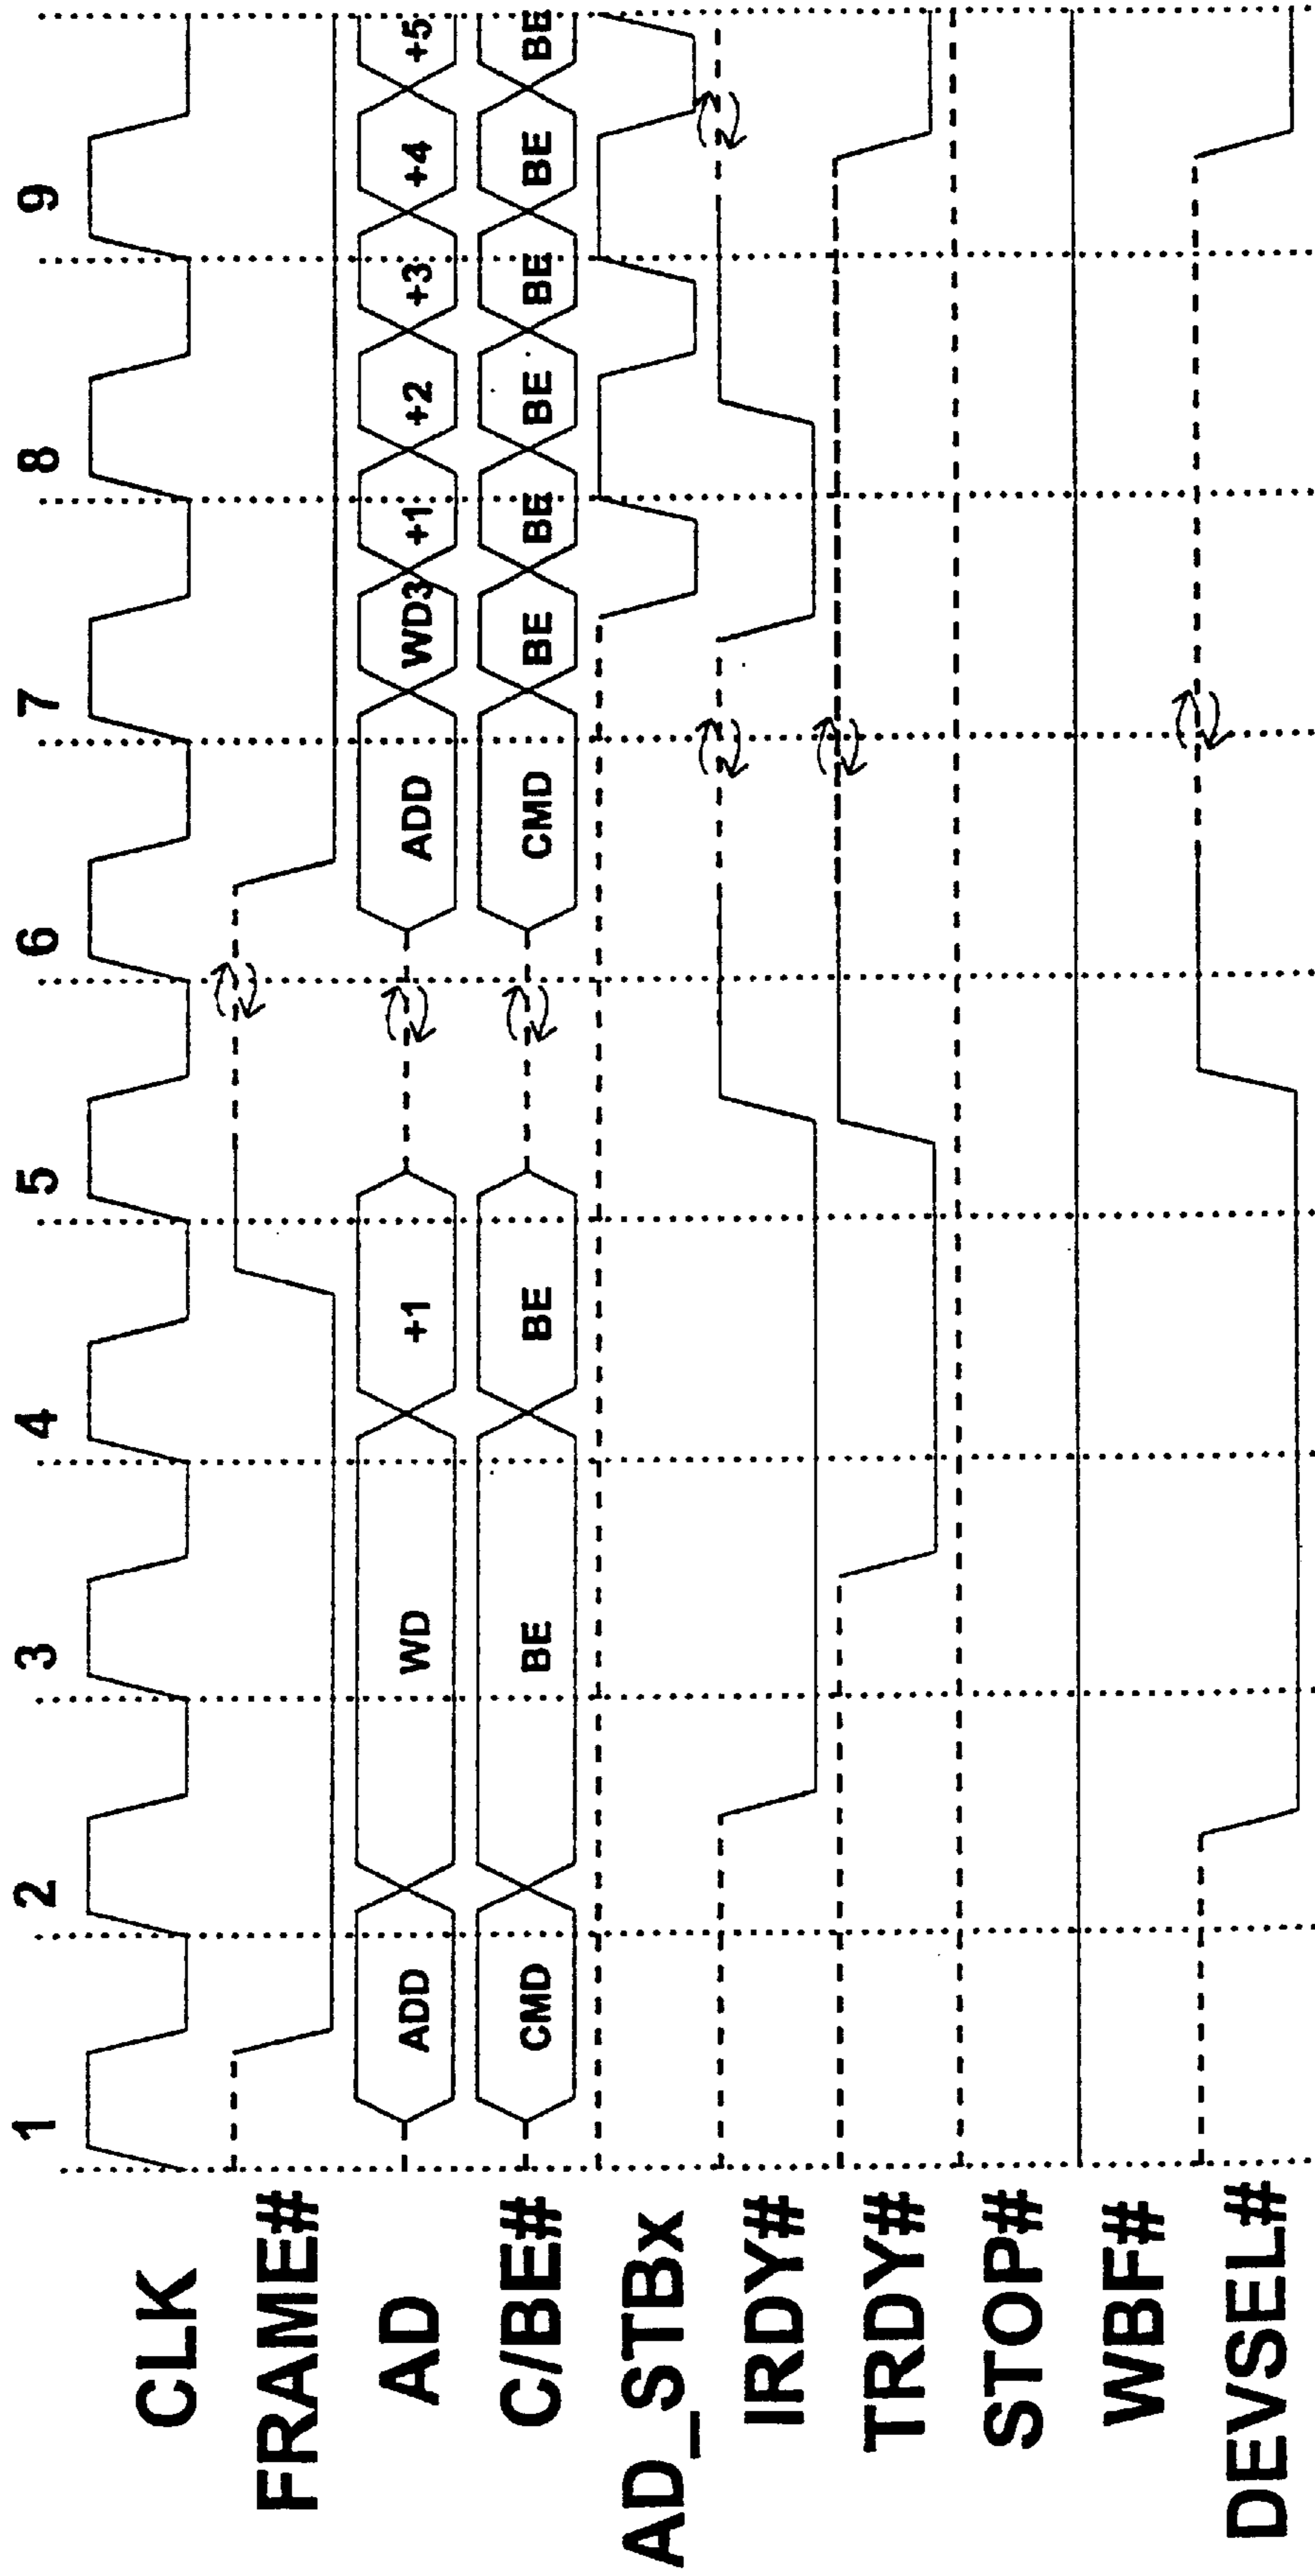 1 2 3 4 5 6 7 8 9
CLK
FRAME#
AD ADD WD +1 ADD WD3 +1 +2 +3 +4 +5
C/BE# CMD BE BE CMD BE BE BE BE BE BE
AD_STBx
IRDY#
TRDY#
STOP#
WBF#
DEVSEL#